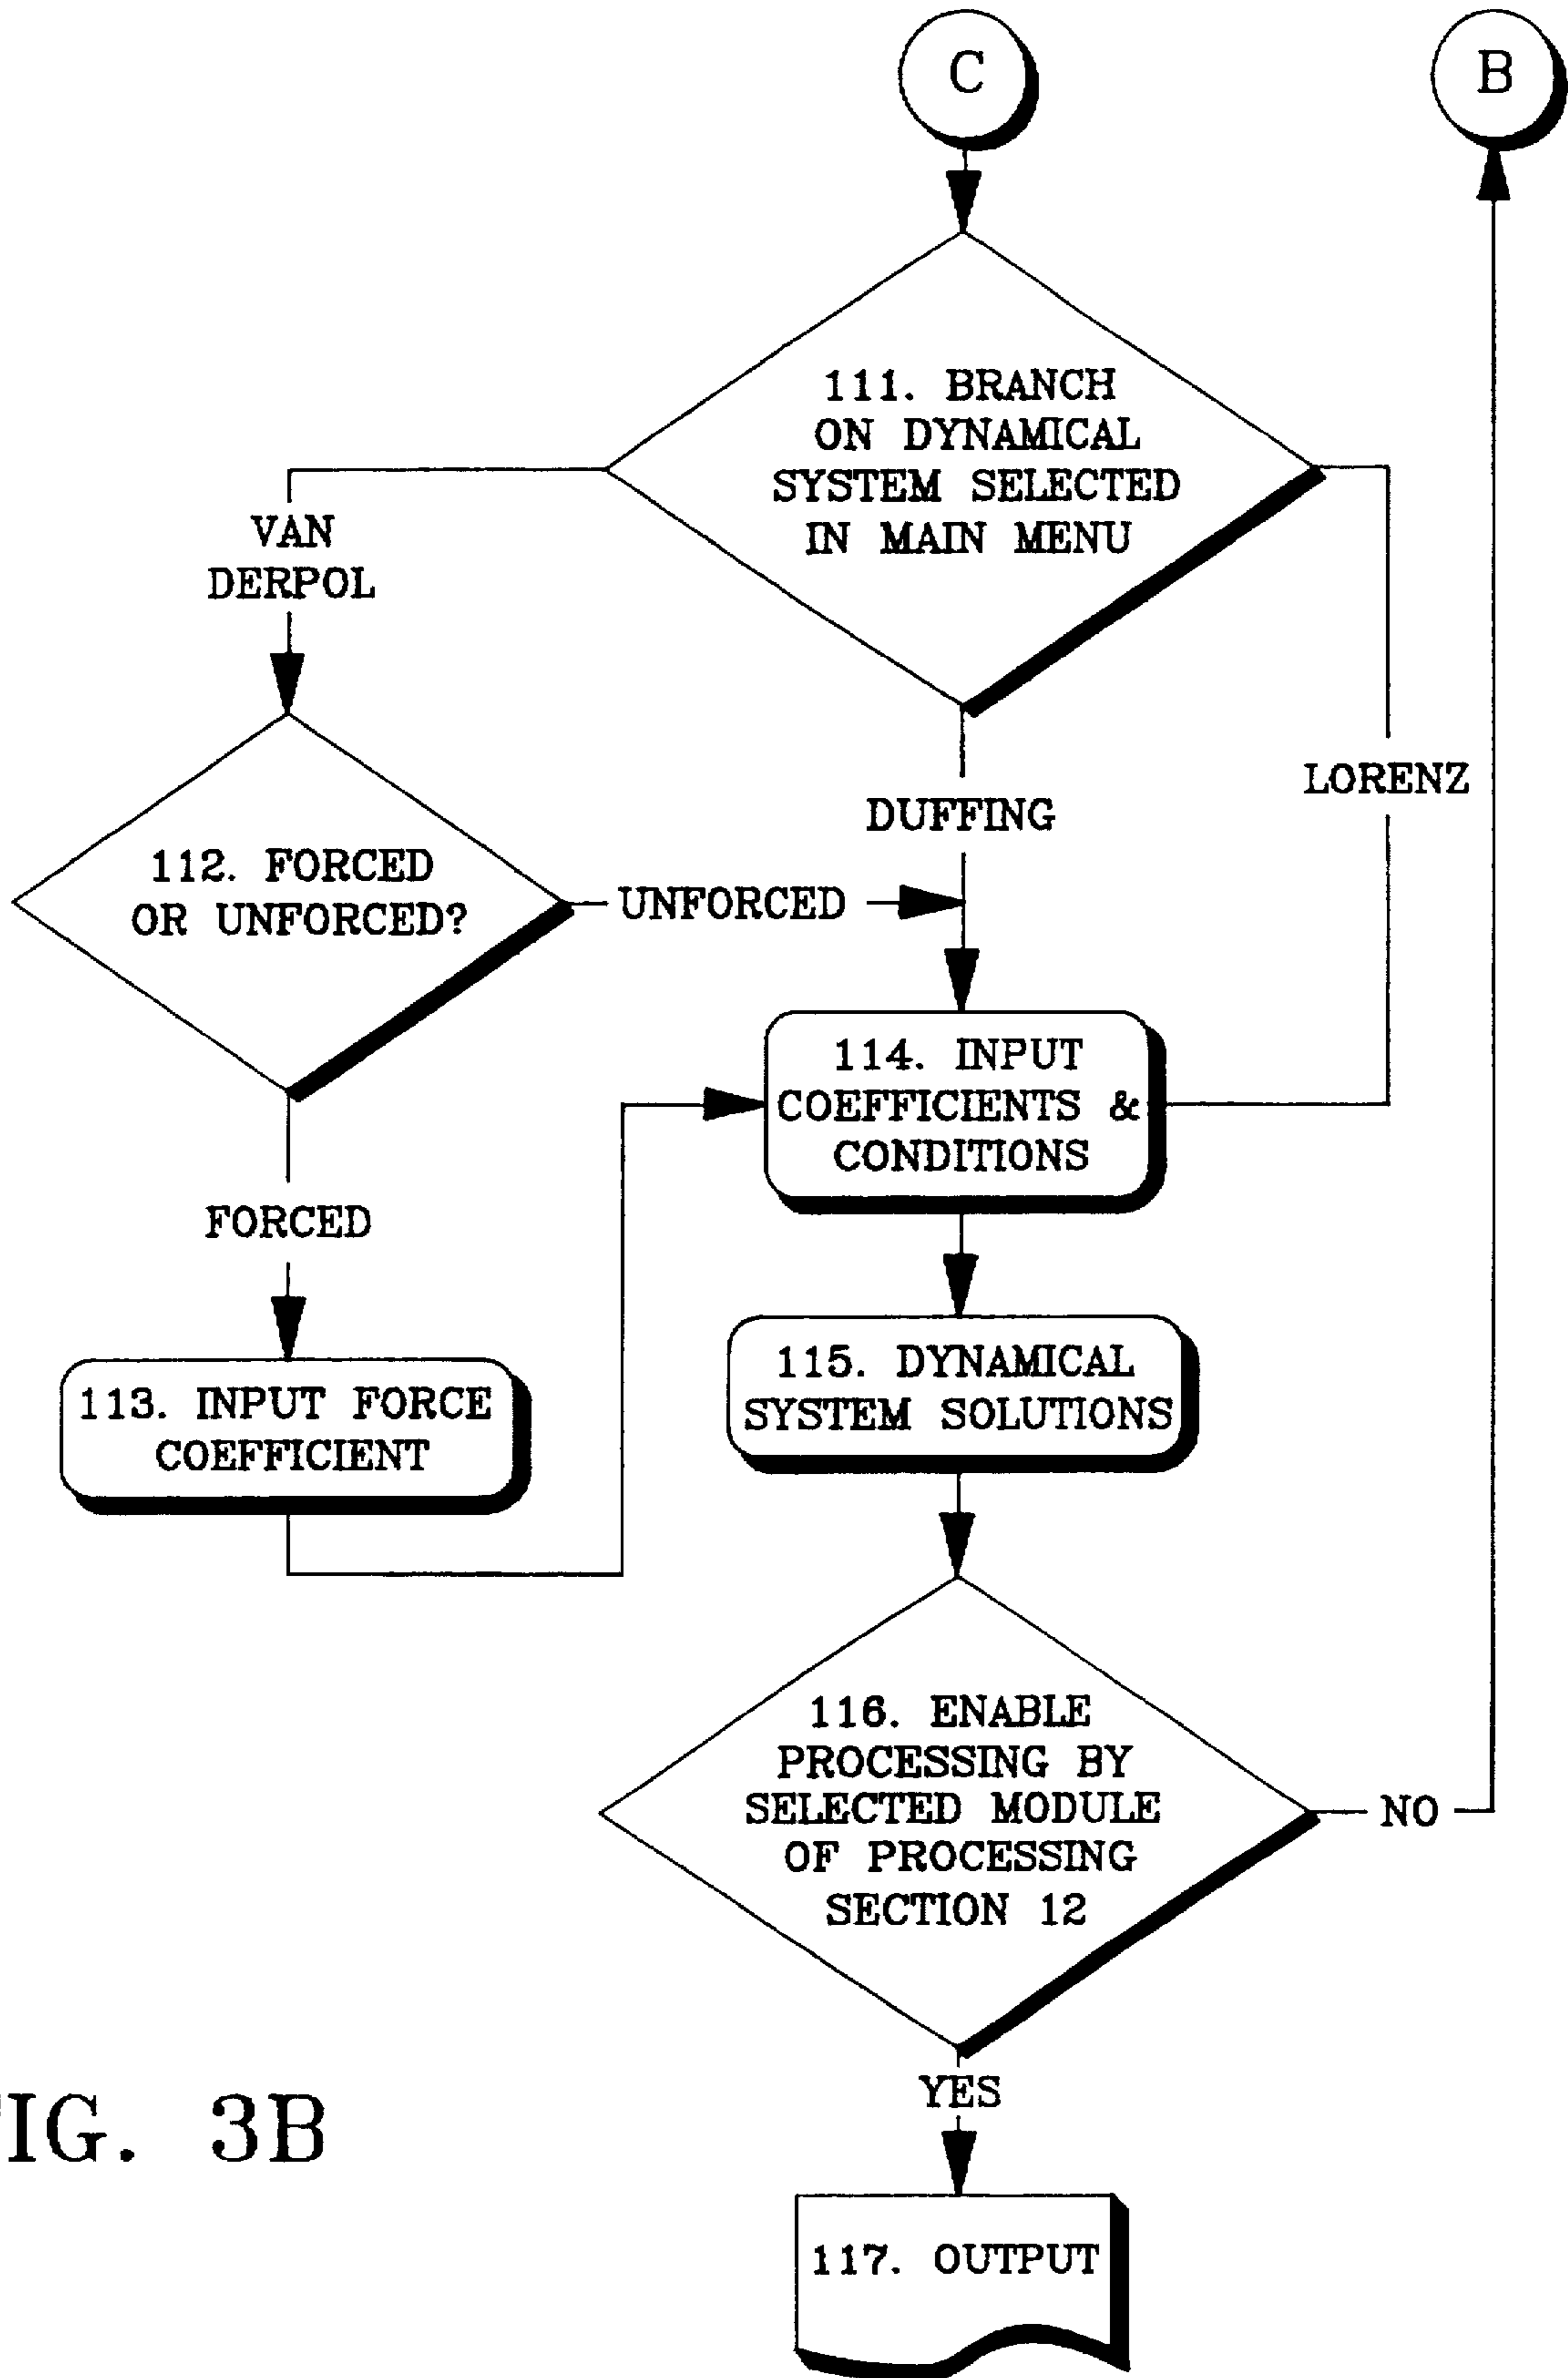 C
B
111. BRANCH
ON DYNAMICAL
SYSTEM SELECTED
IN MAIN MENU
VAN
DERPOL
DUFFING
LORENZ
112. FORCED
OR UNFORCED?
UNFORCED
FORCED
113. INPUT FORCE
COEFFICIENT
114. INPUT
COEFFICIENTS &
CONDITIONS
115. DYNAMICAL
SYSTEM SOLUTIONS
116. ENABLE
PROCESSING BY
SELECTED MODULE
OF PROCESSING
SECTION 12
NO
YES
117. OUTPUT
FIG. 3B